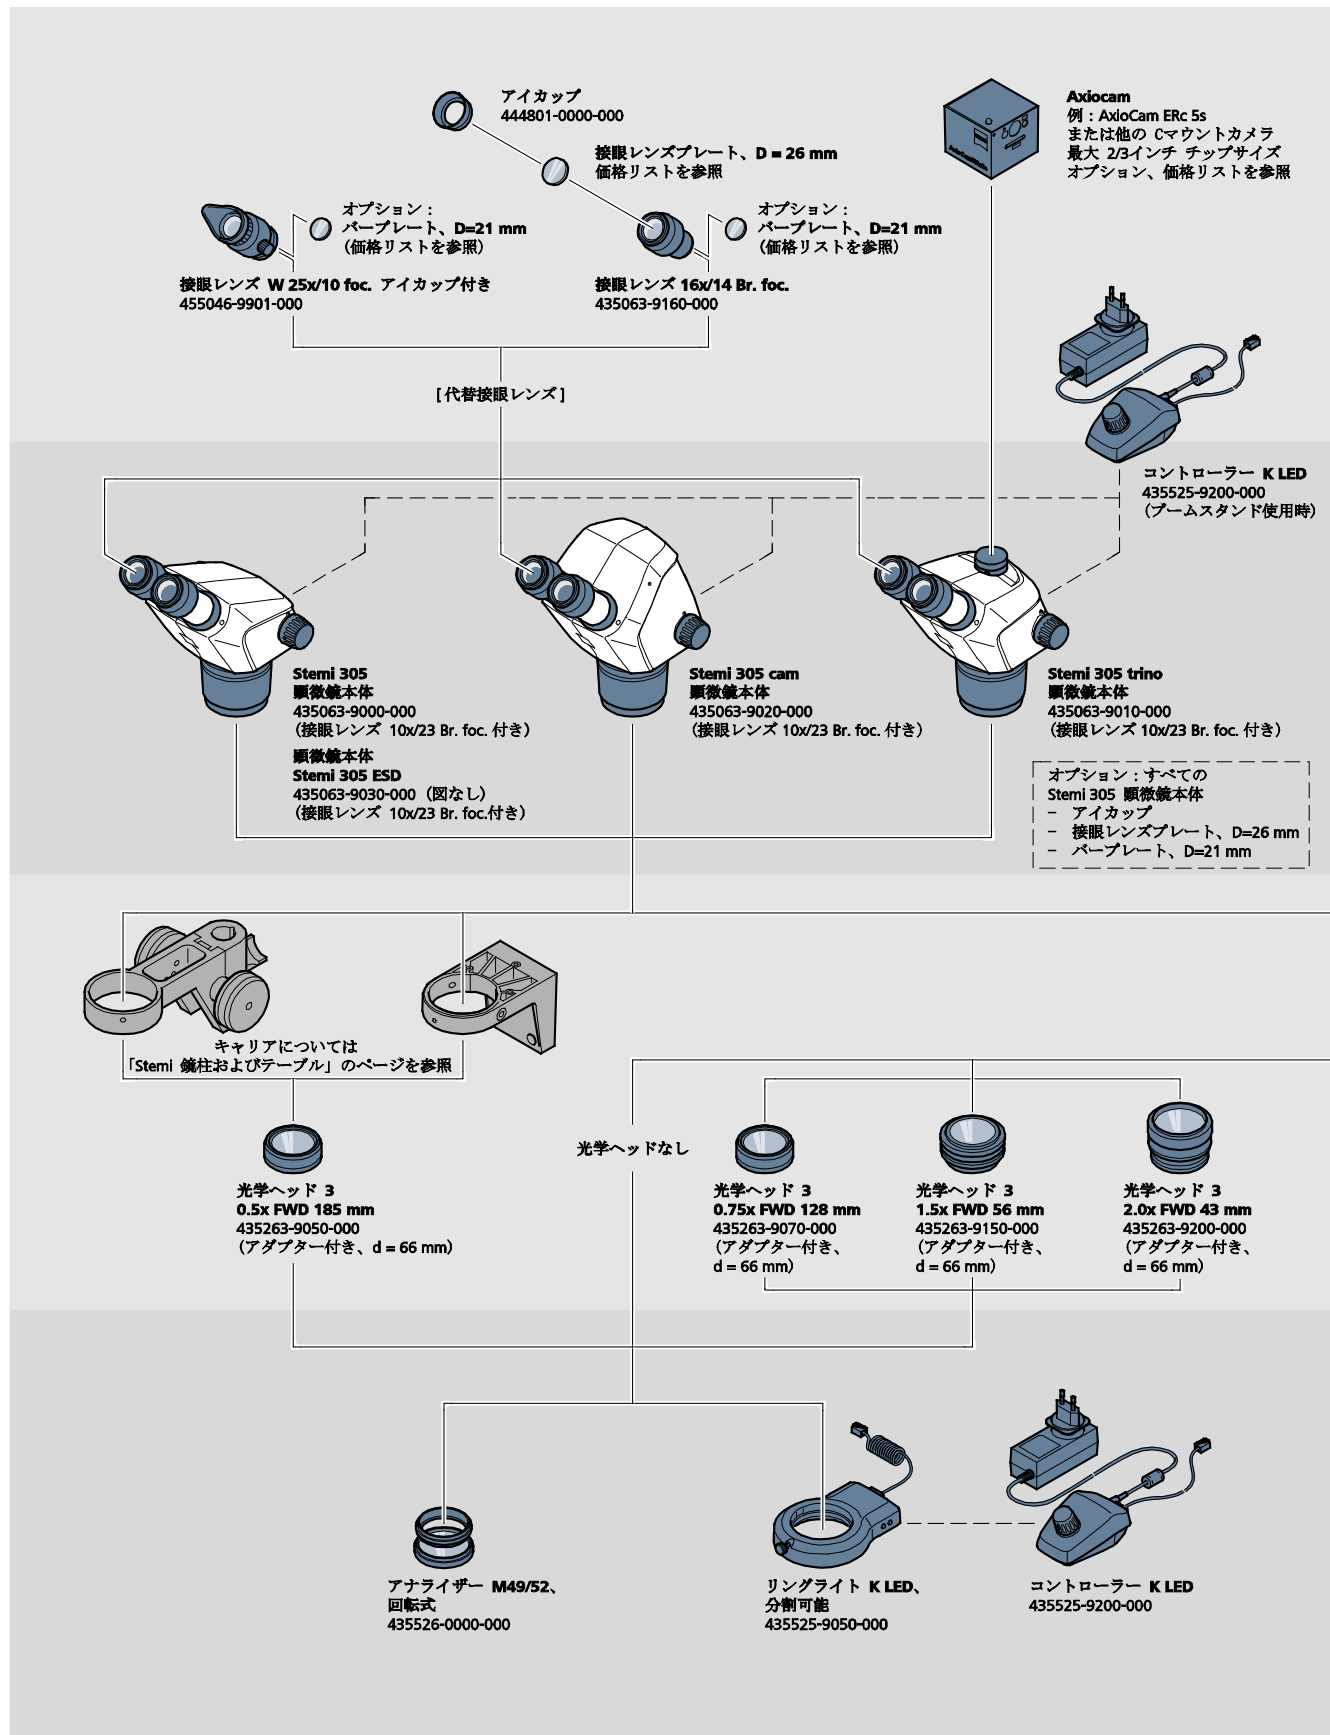 アイカップ
444801-0000-000
接眼レンズプレート、D = 26 mm
価格リストを参照
Axiocam
例：AxioCam ERc 5s
または他の Cマウントカメラ
最大 2/3インチ チップサイズ
オプション、価格リストを参照
オプション：
バープレート、D=21 mm
（価格リストを参照）
オプション：
バープレート、D=21 mm
（価格リストを参照）
接眼レンズ W 25x/10 foc. アイカップ付き
455046-9901-000
接眼レンズ 16x/14 Br. foc.
435063-9160-000
[代替接眼レンズ]
コントローラー K LED
435525-9200-000
（ブームスタンド使用時）
Stemi 305
顕微鏡本体
435063-9000-000
（接眼レンズ 10x/23 Br. foc. 付き）
顕微鏡本体
Stemi 305 ESD
435063-9030-000（図なし）
（接眼レンズ 10x/23 Br. foc.付き）
Stemi 305 cam
顕微鏡本体
435063-9020-000
（接眼レンズ 10x/23 Br. foc. 付き）
Stemi 305 trino
顕微鏡本体
435063-9010-000
（接眼レンズ 10x/23 Br. foc. 付き）
オプション：すべての
Stemi 305 顕微鏡本体
– アイカップ
– 接眼レンズプレート、D=26 mm
– バープレート、D=21 mm
キャリアについては
「Stemi 鏡柱およびテーブル」のページを参照
光学ヘッド 3
0.5x FWD 185 mm
435263-9050-000
（アダプター付き、d = 66 mm）
光学ヘッドなし
光学ヘッド 3
0.75x FWD 128 mm
435263-9070-000
（アダプター付き、
d = 66 mm）
光学ヘッド 3
1.5x FWD 56 mm
435263-9150-000
（アダプター付き、
d = 66 mm）
光学ヘッド 3
2.0x FWD 43 mm
435263-9200-000
（アダプター付き、
d = 66 mm）
アナライザー M49/52、
回転式
435526-0000-000
リングライト K LED、
分割可能
435525-9050-000
コントローラー K LED
435525-9200-000